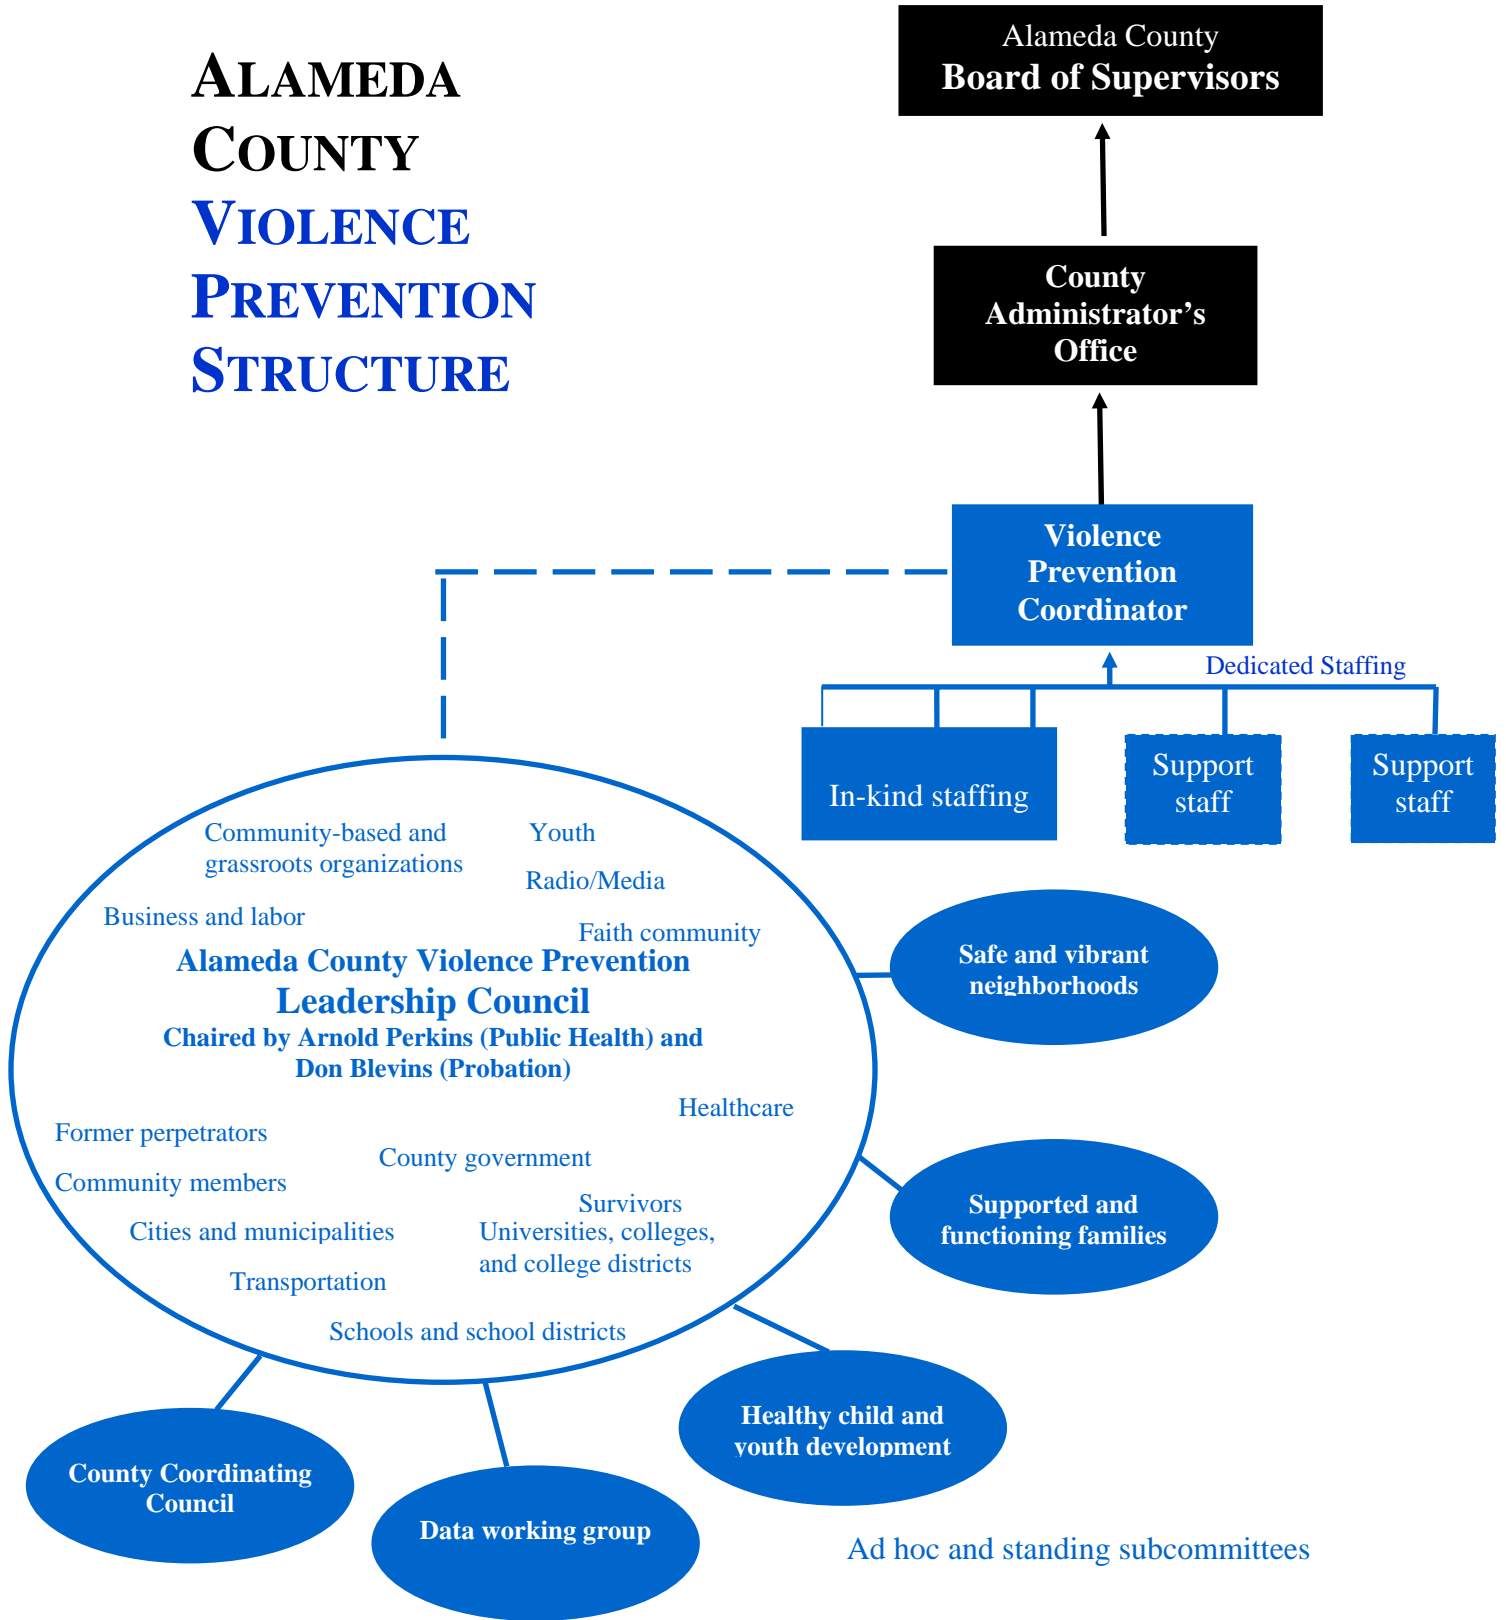 ALAMEDA
COUNTY
VIOLENCE
PREVENTION
STRUCTURE
Alameda County
Board of Supervisors
County
Administrator’s
Office
Violence
Prevention
Coordinator
Dedicated Staffing
In-kind staffing
Support
staff
Support
staff
Community-based and
grassroots organizations
Youth
Radio/Media
Business and labor
Faith community
Alameda County Violence Prevention
Leadership Council
Chaired by Arnold Perkins (Public Health) and
Don Blevins (Probation)
Healthcare
Former perpetrators
County government
Community members
Survivors
Cities and municipalities
Universities, colleges,
and college districts
Transportation
Schools and school districts
Safe and vibrant
neighborhoods
Supported and
functioning families
Healthy child and
youth development
County Coordinating
Council
Data working group
Ad hoc and standing subcommittees